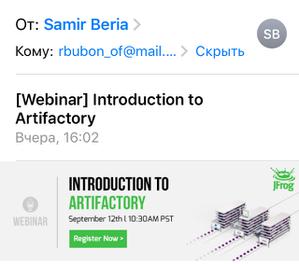 От: Samir Beria
SB
Кому: rbubon_of@mail.... Скрыть
[Webinar] Introduction to
Artifactory
Вчера, 16:02
WEBINAR
INTRODUCTION TO
ARTIFACTORY
September 12th I 10:30AM PST
Register Now >
JFrog